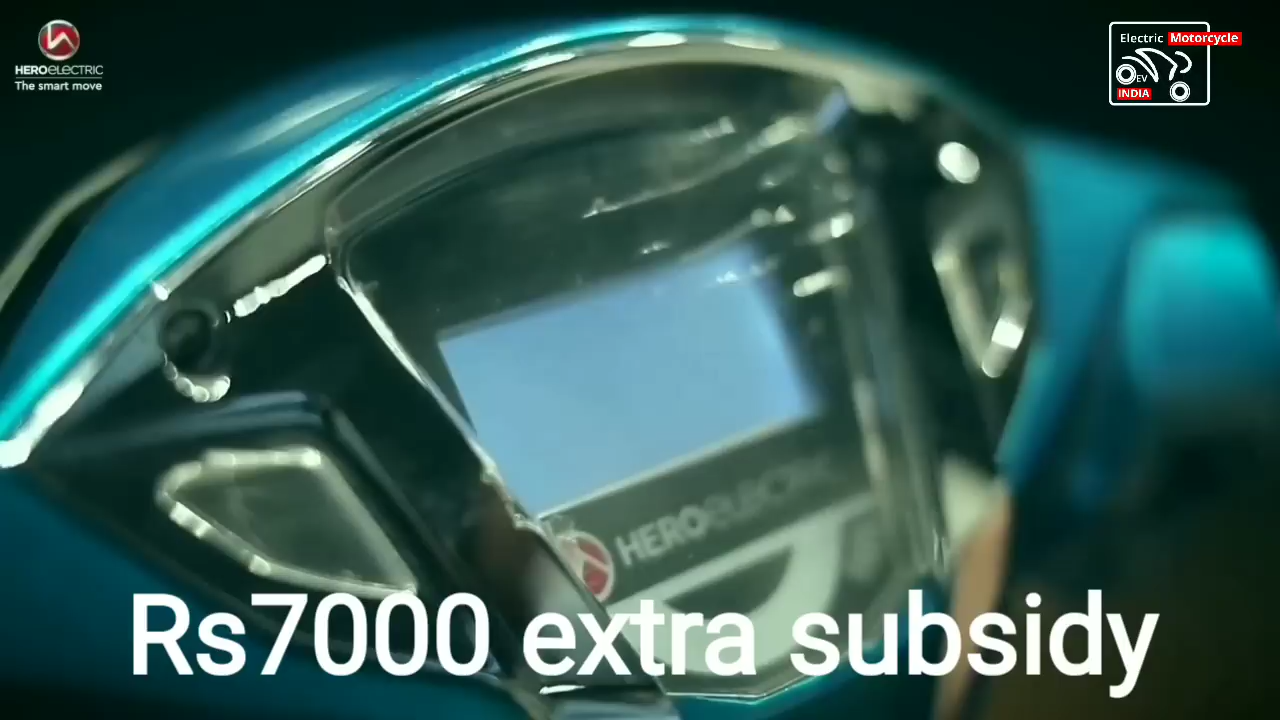 HEROELECTRIC
The smart move
Electric Motorcycle
EV
INDIA
HEROELECTRIC
Rs7000 extra subsidy